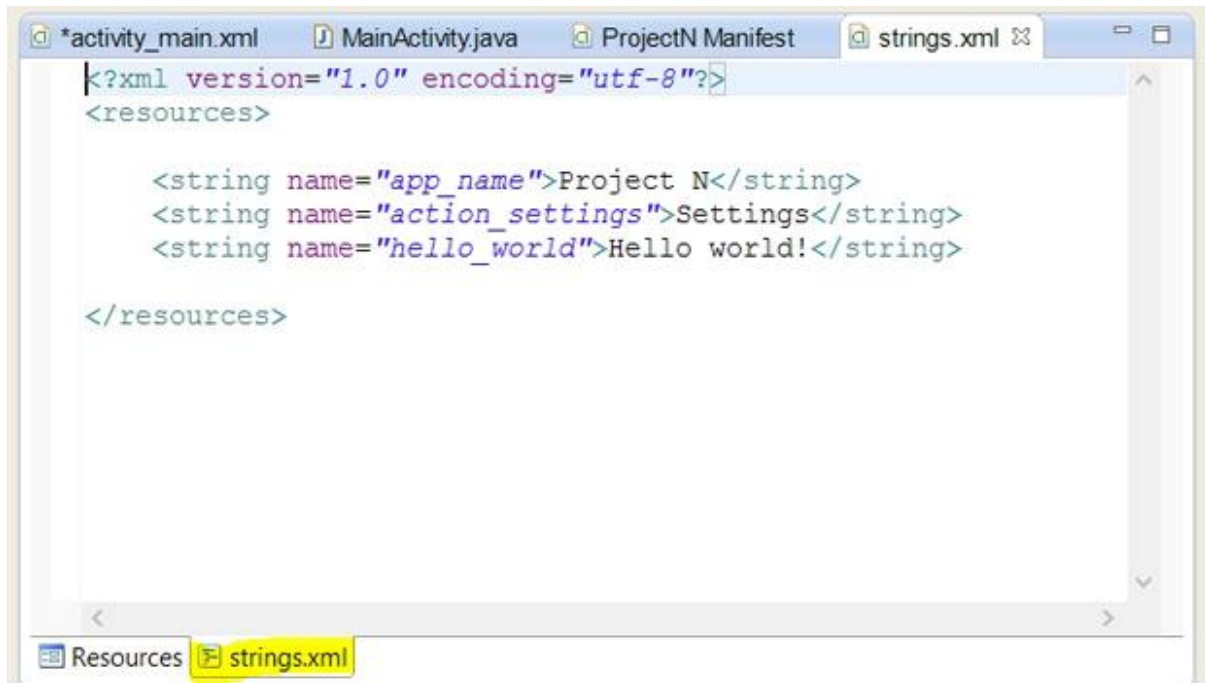 *activity_main.xml MainActivity.java ProjectN Manifest strings.xml
<?xml version="1.0" encoding="utf-8"?>
<resources>
<string name="app_name">Project N</string>
<string name="action_settings">Settings</string>
<string name="hello_world">Hello world!</string>
</resources>
Resources strings.xml